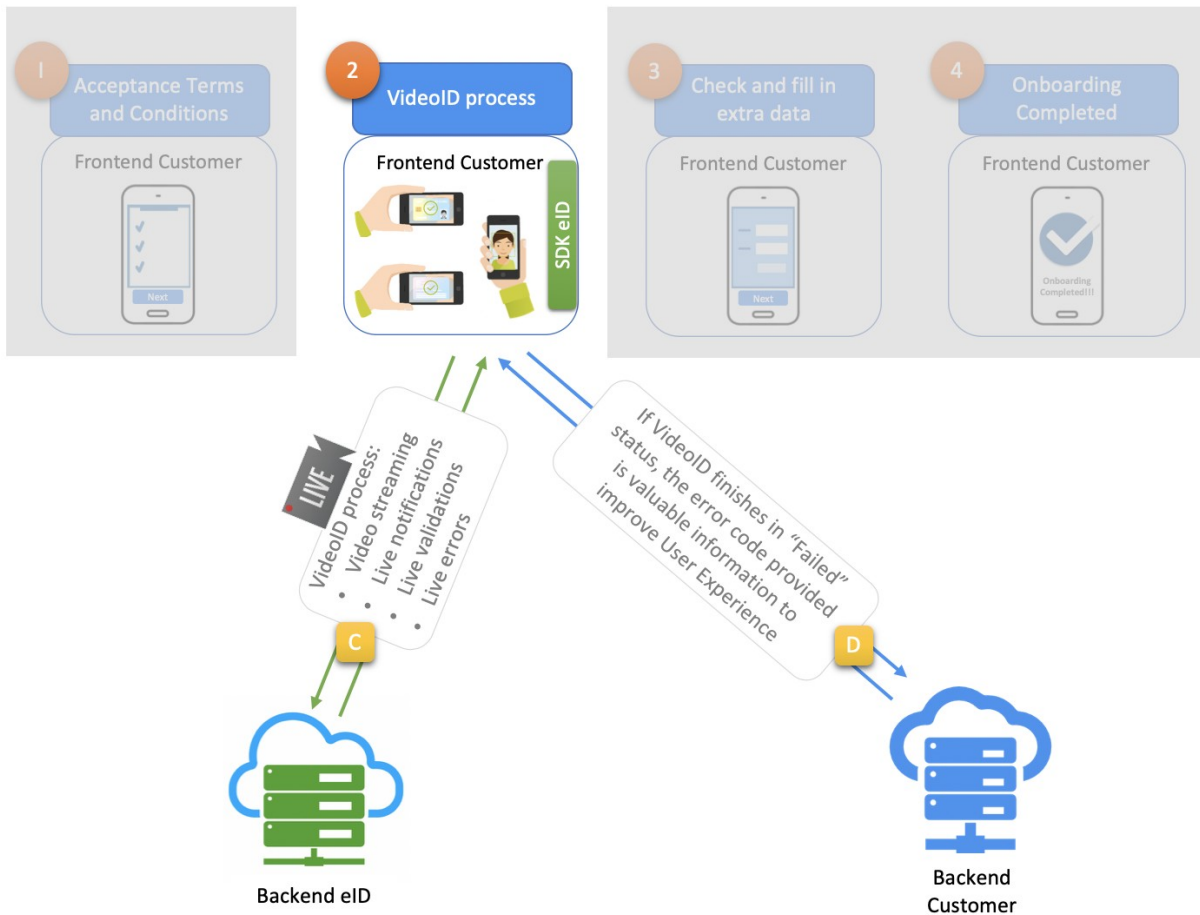 1
Acceptance Terms
and Conditions
Frontend Customer
Next
2
VideoID process
Frontend Customer
SDK eID
3
Check and fill in
extra data
Frontend Customer
Next
4
Onboarding
Completed
Frontend Customer
Onboarding
Completed!!!
LIVE
VideoID process:
• Video streaming
• Live notifications
• Live validations
• Live errors
C
If VideoID finishes in “Failed”
status, the error code provided
is valuable information to
improve User Experience
D
Backend eID
Backend
Customer